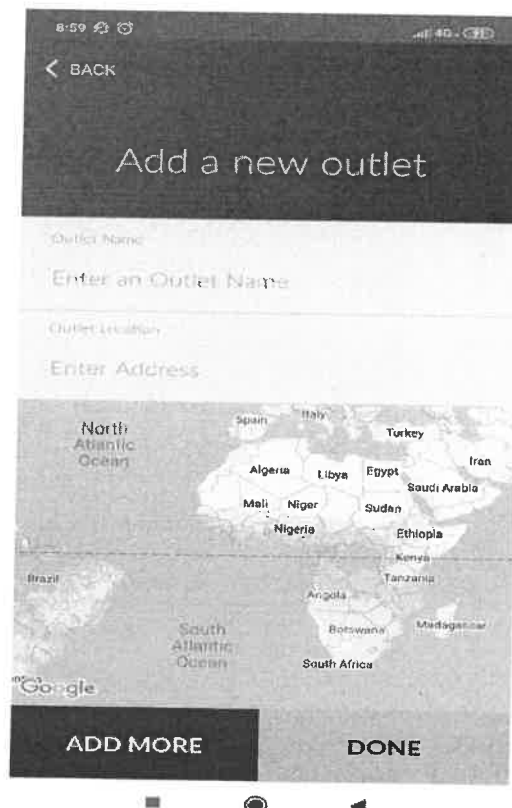 8:59
4G
BACK
Add a new outlet
Outlet Name
Enter an Outlet Name
Outlet Location
Enter Address
Spain Italy
North Atlantic Ocean
Turkey
Algeria Libya Egypt Iran
Saudi Arabia
Mali Niger Sudan
Nigeria Ethiopia
Kenya
Brazil Tanzania
Angola
South Atlantic Ocean
Botswana Madagascar
South Africa
Google
ADD MORE DONE